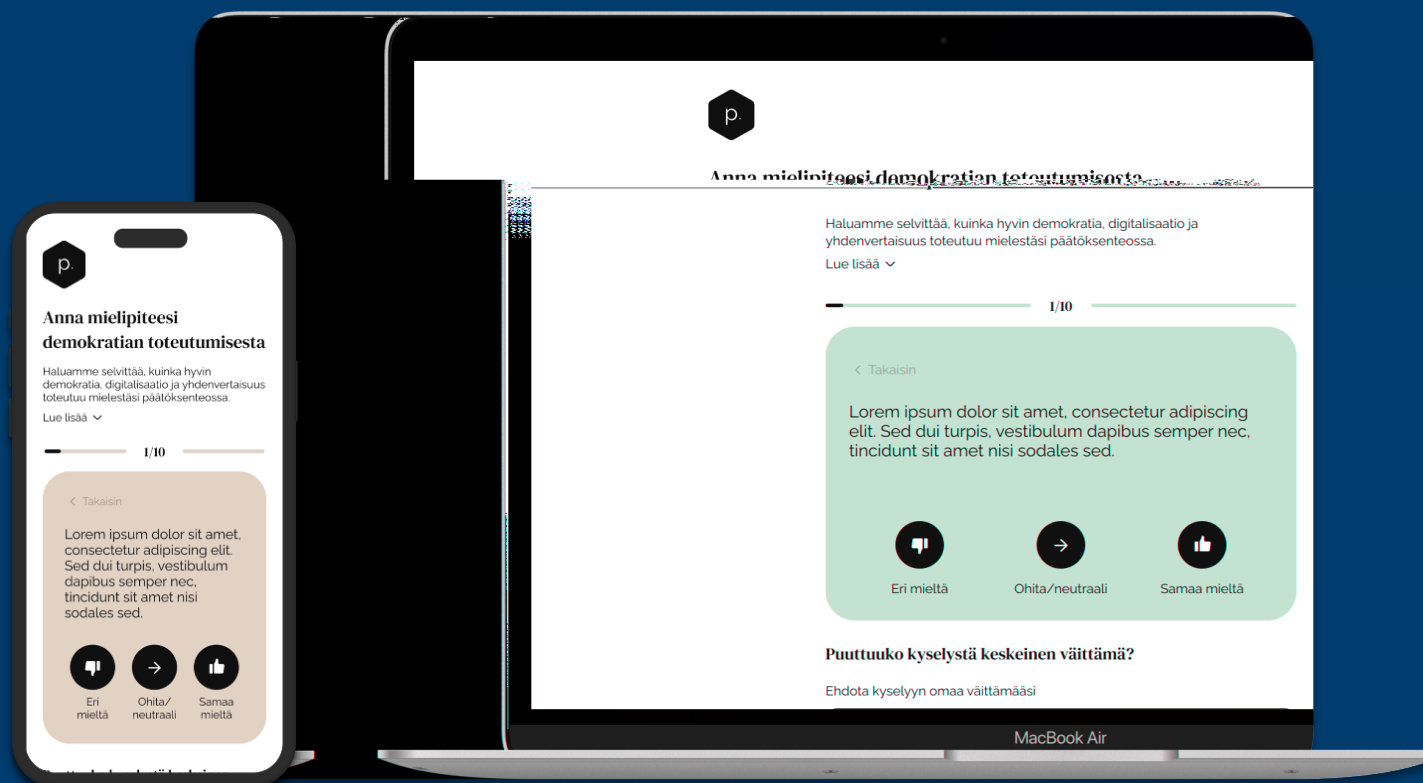 p.
Anna mielipiteesi
demokratian toteutumisesta
Haluamme selvittää, kuinka hyvin
demokratia, digitalisaatio ja yhdenvertaisuus
toteutuu mielestäsi päätöksenteossa.
Lue lisää
1/10
Takaisin
Lorem ipsum dolor sit amet,
consectetur adipiscing elit.
Sed dui turpis, vestibulum
dapibus semper nec,
tincidunt sit amet nisi
sodales sed.
Eri
mieltä
Ohita/
neutraali
Samaa
mieltä
p.
Anna mielipiteesi demokratian toteutumisesta
Haluamme selvittää, kuinka hyvin demokratia, digitalisaatio ja
yhdenvertaisuus toteutuu mielestäsi päätöksenteossa.
Lue lisää
1/10
Takaisin
Lorem ipsum dolor sit amet, consectetur adipiscing
elit. Sed dui turpis, vestibulum dapibus semper nec,
tincidunt sit amet nisi sodales sed.
Eri mieltä
Ohita/neutraali
Samaa mieltä
Puuttuuko kyselystä keskeinen väittämä?
Ehdota kyselyyn omaa väittämääsi
MacBook Air